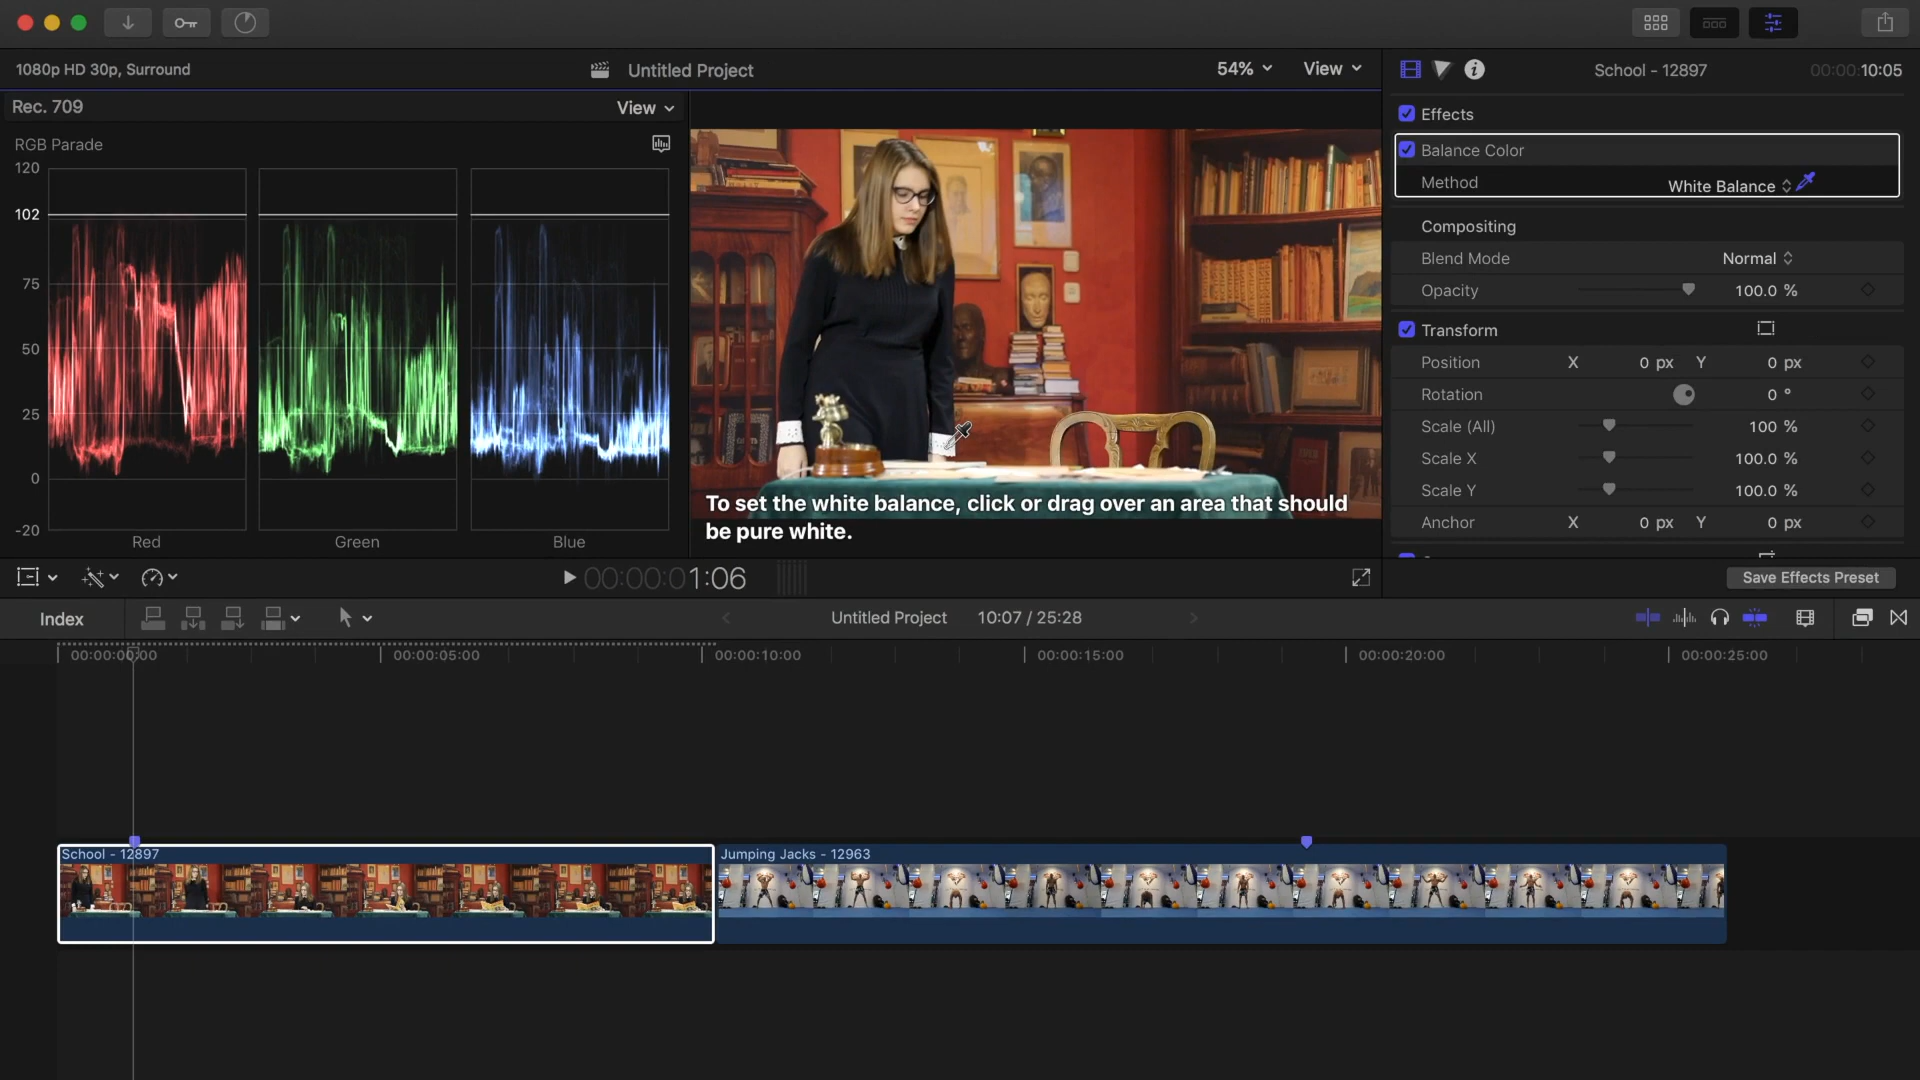 1080p HD 30p, Surround
Untitled Project
54%
View
School - 12897
00:00:10:05
Rec. 709
View
Effects
RGB Parade
Balance Color
Method
White Balance
120
102
75
50
25
0
-20
Red
Green
Blue
Compositing
Blend Mode
Normal
Opacity
100.0 %
Transform
Position
X
0 px
Y
0 px
Rotation
0 °
Scale (All)
100 %
Scale X
100.0 %
Scale Y
100.0 %
Anchor
X
0 px
Y
0 px
To set the white balance, click or drag over an area that should
be pure white.
00:00:01:06
Save Effects Preset
Index
Untitled Project
10:07 / 25:28
00:00:00:00
00:00:05:00
00:00:10:00
00:00:15:00
00:00:20:00
00:00:25:00
School - 12897
Jumping Jacks - 12963